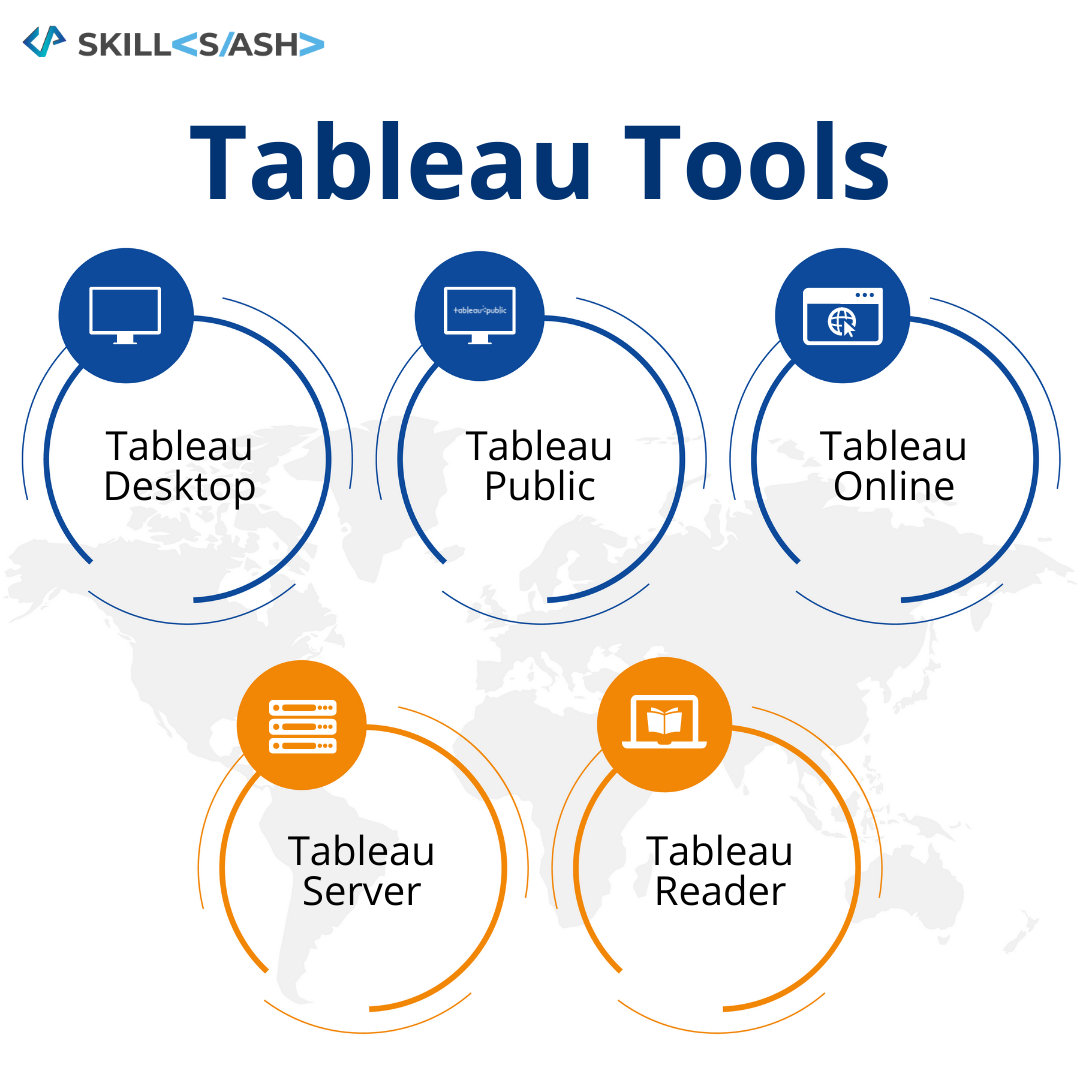 SKILL<S/ASH>
Tableau Tools
tableau public
Tableau
Desktop
Tableau
Public
Tableau
Online
Tableau
Server
Tableau
Reader